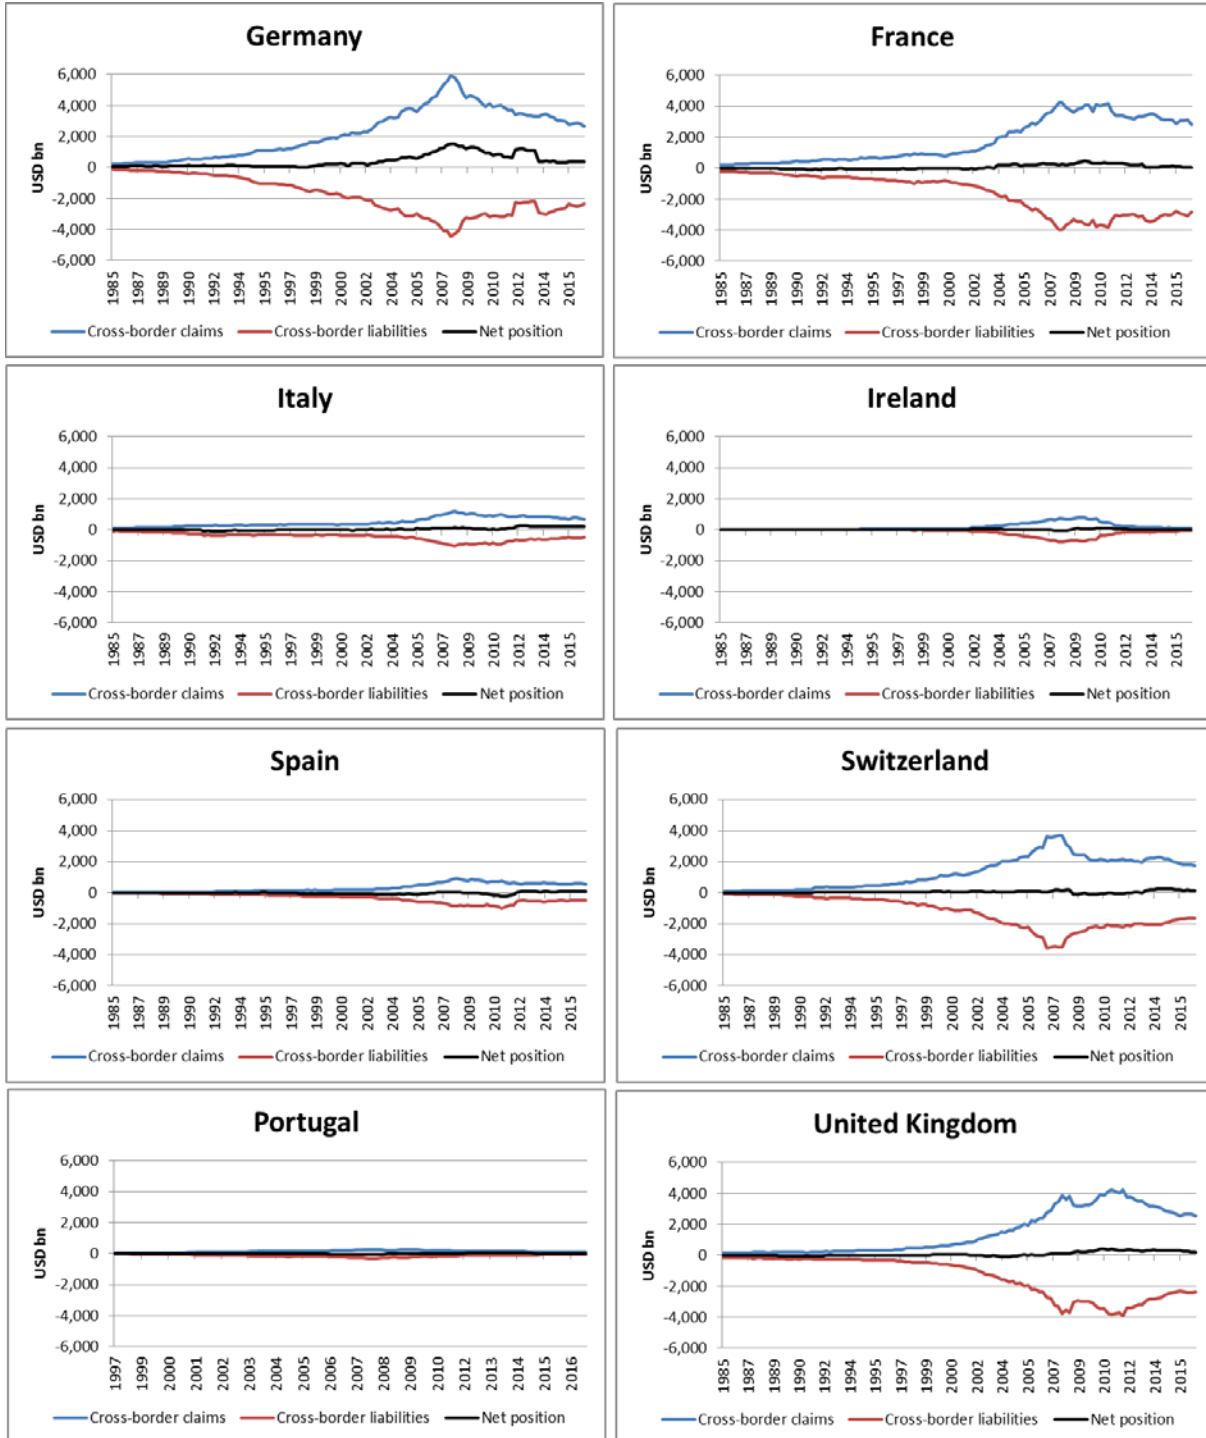 Germany
6,000
4,000
2,000
0
-2,000
-4,000
-6,000
USD bn
1985 1987 1989 1990 1992 1994 1995 1997 1999 2000 2002 2004 2005 2007 2009 2010 2012 2014 2015
Cross-border claims Cross-border liabilities Net position
France
6,000
4,000
2,000
0
-2,000
-4,000
-6,000
USD bn
1985 1987 1989 1990 1992 1994 1995 1997 1999 2000 2002 2004 2005 2007 2009 2010 2012 2014 2015
Cross-border claims Cross-border liabilities Net position
Italy
6,000
4,000
2,000
0
-2,000
-4,000
-6,000
USD bn
1985 1987 1989 1990 1992 1994 1995 1997 1999 2000 2002 2004 2005 2007 2009 2010 2012 2014 2015
Cross-border claims Cross-border liabilities Net position
Ireland
6,000
4,000
2,000
0
-2,000
-4,000
-6,000
USD bn
1985 1987 1989 1990 1992 1994 1995 1997 1999 2000 2002 2004 2005 2007 2009 2010 2012 2014 2015
Cross-border claims Cross-border liabilities Net position
Spain
6,000
4,000
2,000
0
-2,000
-4,000
-6,000
USD bn
1985 1987 1989 1990 1992 1994 1995 1997 1999 2000 2002 2004 2005 2007 2009 2010 2012 2014 2015
Cross-border claims Cross-border liabilities Net position
Switzerland
6,000
4,000
2,000
0
-2,000
-4,000
-6,000
USD bn
1985 1987 1989 1990 1992 1994 1995 1997 1999 2000 2002 2004 2005 2007 2009 2010 2012 2014 2015
Cross-border claims Cross-border liabilities Net position
Portugal
6,000
4,000
2,000
0
-2,000
-4,000
-6,000
USD bn
1997 1999 2000 2001 2002 2003 2004 2005 2006 2007 2008 2009 2010 2012 2013 2014 2015 2016
Cross-border claims Cross-border liabilities Net position
United Kingdom
6,000
4,000
2,000
0
-2,000
-4,000
-6,000
USD bn
1985 1987 1989 1990 1992 1994 1995 1997 1999 2000 2002 2004 2005 2007 2009 2010 2012 2014 2015
Cross-border claims Cross-border liabilities Net position